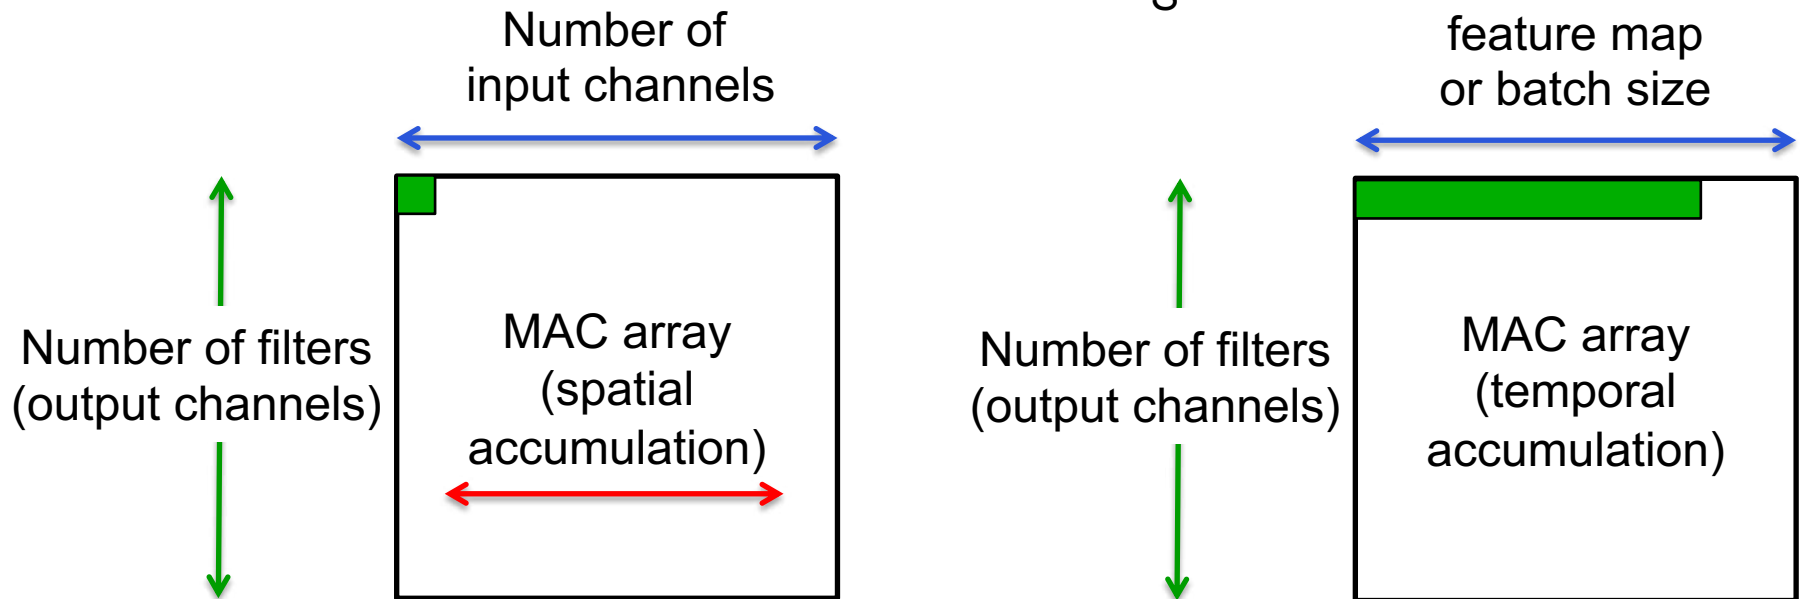 Number of
input channels
Number of filters
(output channels)
MAC array
(spatial
accumulation)
feature map
or batch size
Number of filters
(output channels)
MAC array
(temporal
accumulation)